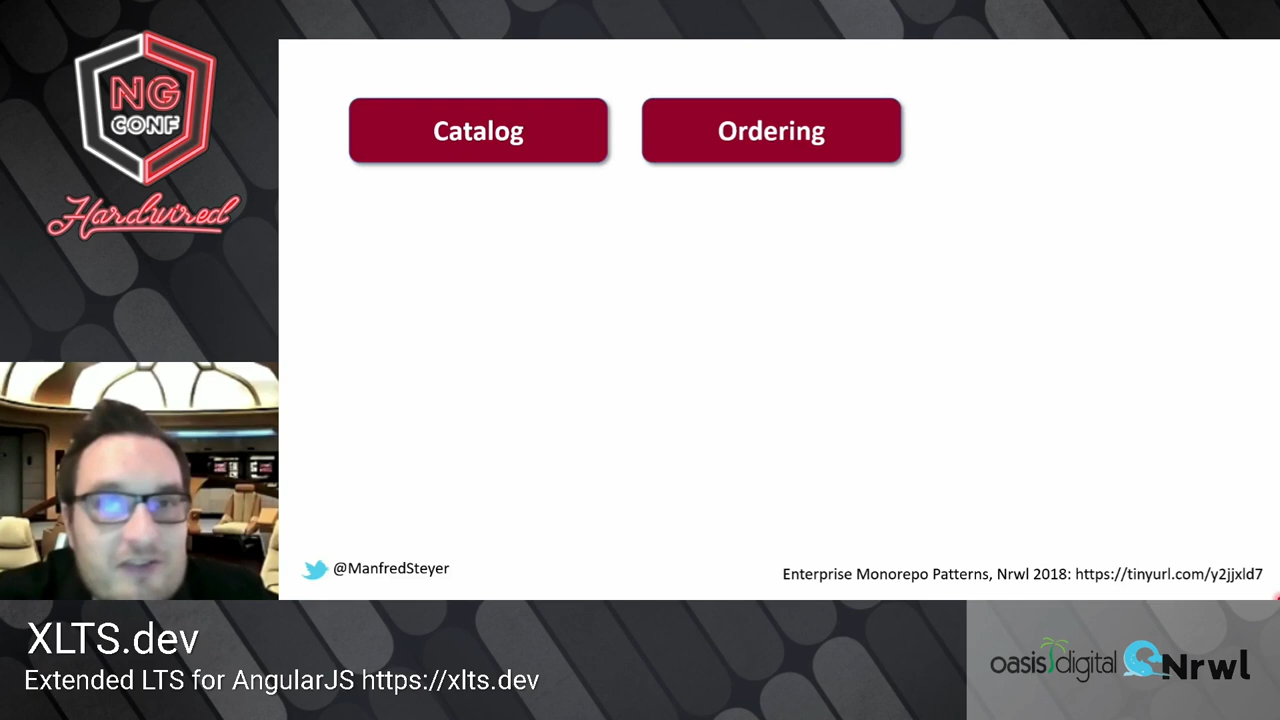 NG
CONF
Hardwired
Catalog
Ordering
@ManfredSteyer
Enterprise Monorepo Patterns, Nrwl 2018: https://tinyurl.com/y2jjxld7
XLTS.dev
Extended LTS for AngularJS https://xlts.dev
oasis digital
Nrwl